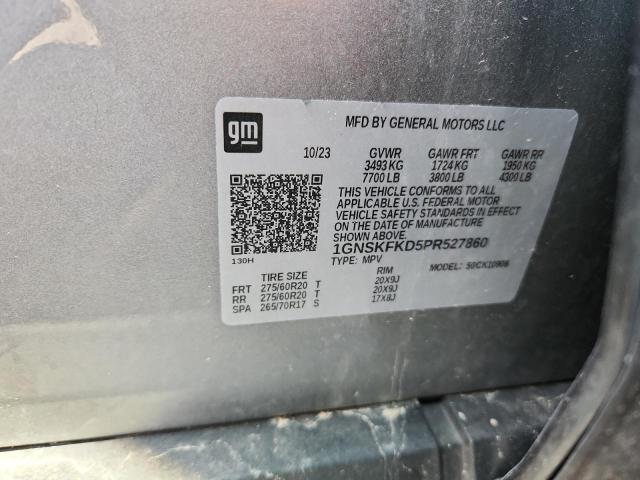 gm
MFD BY GENERAL MOTORS LLC
10/23 GVWR GAWR FRT GAWR RR
3493 KG 1724 KG 1950 KG
7700 LB 3800 LB 4300 LB
THIS VEHICLE CONFORMS TO ALL
APPLICABLE U.S. FEDERAL MOTOR
VEHICLE SAFETY STANDARDS IN EFFECT
ON DATE OF MANUFACTURE SHOWN ABOVE.
1GNSKFKD5PR527860
130H
TYPE: MPV MODEL: 50CK10906
TIRE SIZE RIM
FRT 275/60R20 T 20X9J
RR 275/60R20 T 20X9J
SPA 265/70R17 S 17X8J